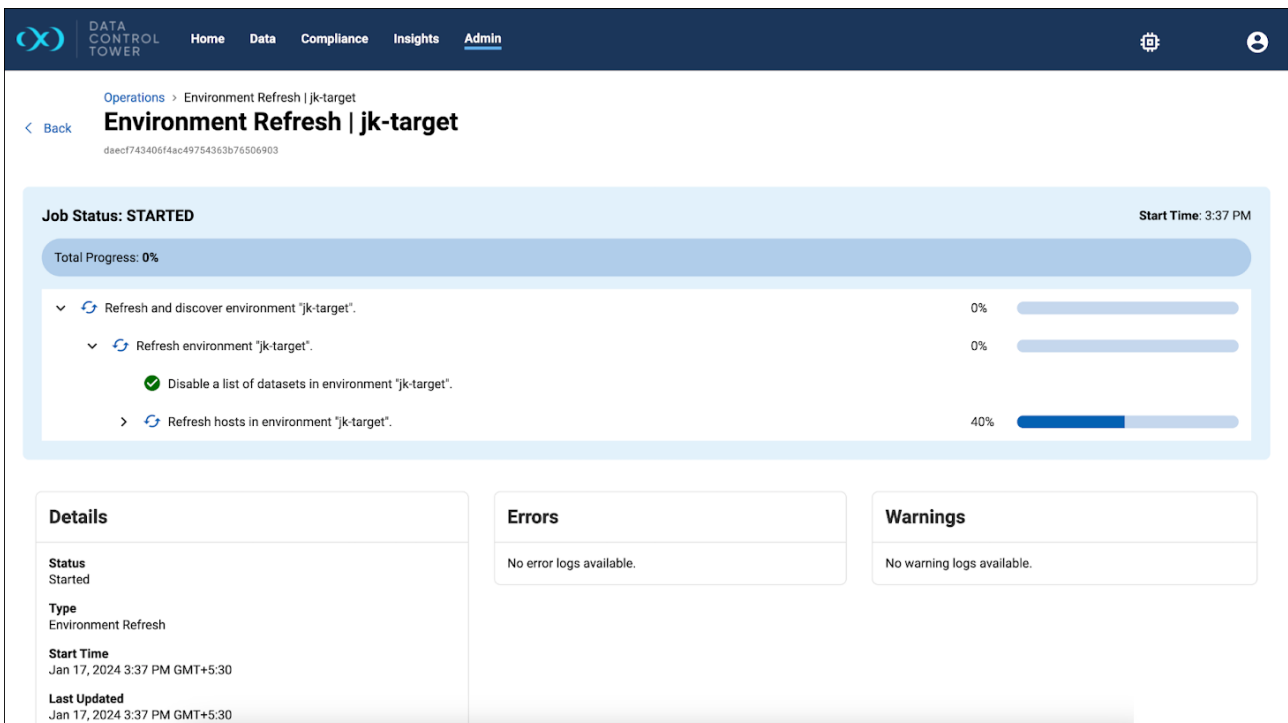 DATA
CONTROL
TOWER
Home Data Compliance Insights Admin
Operations > Environment Refresh | jk-target
< Back
Environment Refresh | jk-target
daecf743406f4ac49754363b76506903
Job Status: STARTED
Start Time: 3:37 PM
Total Progress: 0%
Refresh and discover environment "jk-target". 0%
Refresh environment "jk-target". 0%
Disable a list of datasets in environment "jk-target".
Refresh hosts in environment "jk-target". 40%
Details
Status
Started
Type
Environment Refresh
Start Time
Jan 17, 2024 3:37 PM GMT+5:30
Last Updated
Jan 17, 2024 3:37 PM GMT+5:30
Errors
No error logs available.
Warnings
No warning logs available.